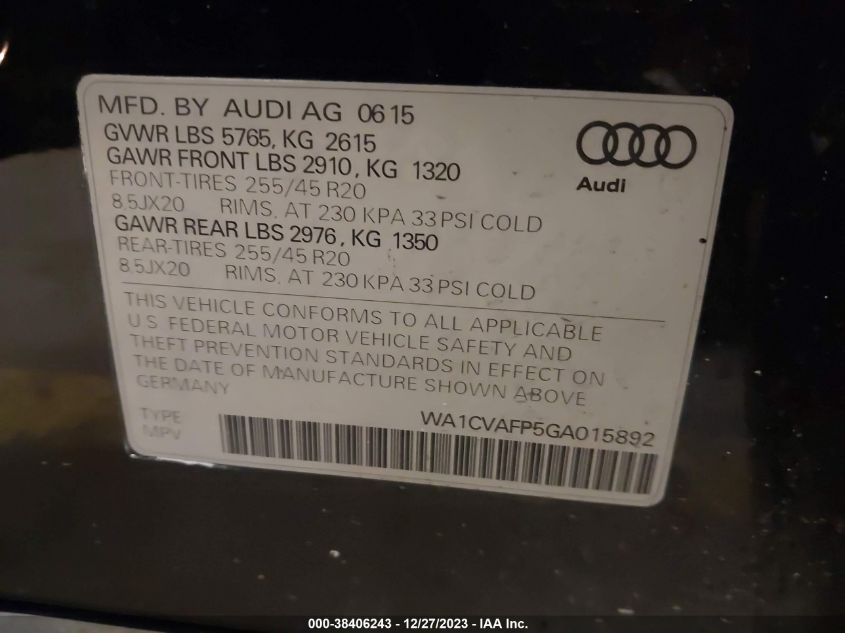 MFD. BY AUDI AG 0615
GVWR LBS 5765, KG 2615
GAWR FRONT LBS 2910, KG 1320
FRONT-TIRES 255/45 R20
8.5JX20 RIMS, AT 230 KPA 33 PSI COLD
GAWR REAR LBS 2976, KG 1350
REAR-TIRES 255/45 R20
8.5JX20 RIMS, AT 230 KPA 33 PSI COLD
Audi
THIS VEHICLE CONFORMS TO ALL APPLICABLE
U.S. FEDERAL MOTOR VEHICLE SAFETY AND
THEFT PREVENTION STANDARDS IN EFFECT ON
THE DATE OF MANUFACTURE SHOWN ABOVE
GERMANY
TYPE WA1CVAFP5GA015892
MPV
000-38406243 - 12/27/2023 - IAA Inc.